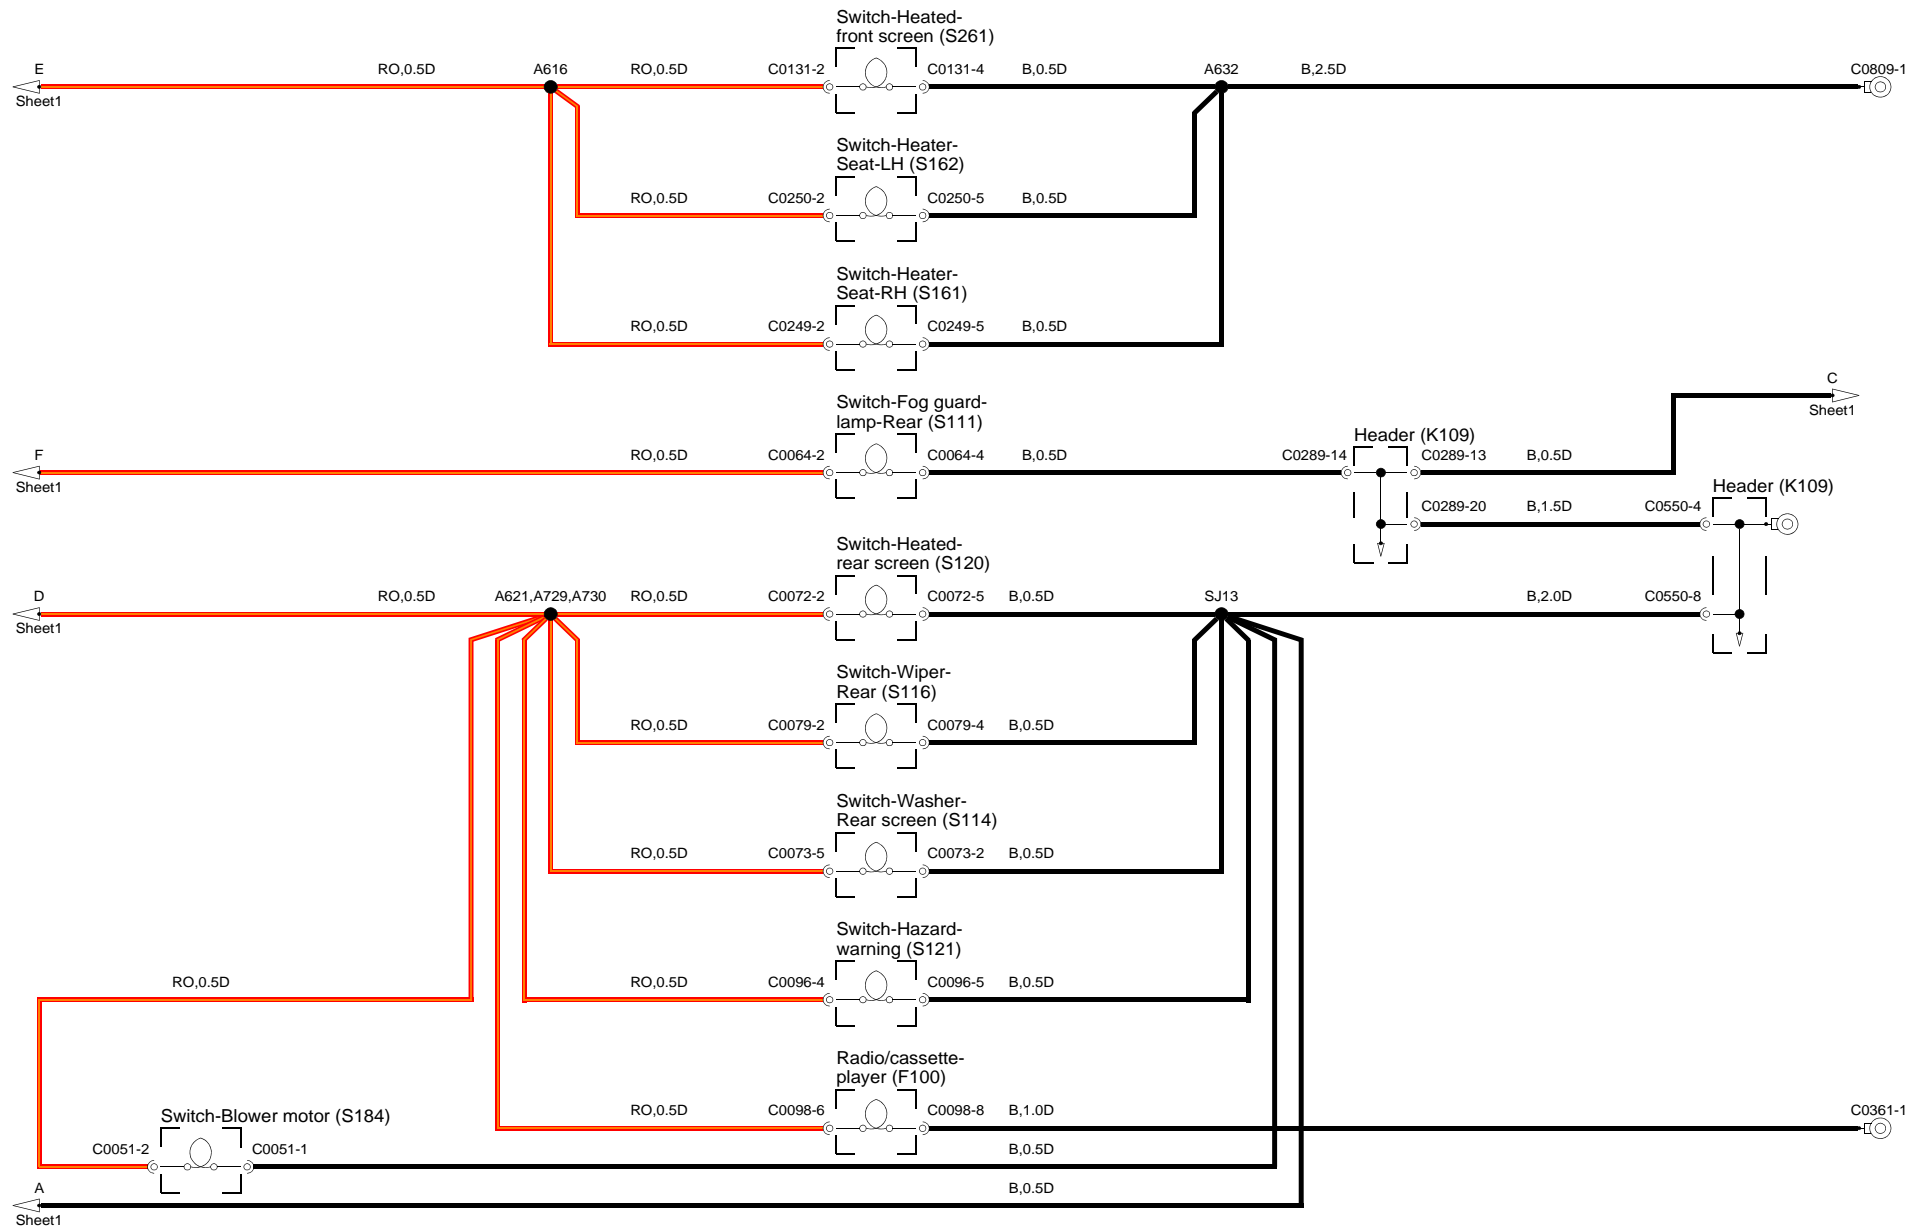 Switch-Heated-
front screen (S261)
E
RO,0.5D
A616
RO,0.5D
C0131-2
C0131-4
B,0.5D
A632
B,2.5D
C0809-1
Sheet1
Switch-Heater-
Seat-LH (S162)
RO,0.5D
C0250-2
C0250-5
B,0.5D
Switch-Heater-
Seat-RH (S161)
RO,0.5D
C0249-2
C0249-5
B,0.5D
C
Sheet1
Switch-Fog guard-
lamp-Rear (S111)
F
RO,0.5D
C0064-2
C0064-4
B,0.5D
C0289-14
Header (K109)
C0289-13
B,0.5D
Sheet1
Header (K109)
C0289-20
B,1.5D
C0550-4
Switch-Heated-
rear screen (S120)
D
RO,0.5D
A621,A729,A730
RO,0.5D
C0072-2
C0072-5
B,0.5D
SJ13
B,2.0D
C0550-8
Sheet1
Switch-Wiper-
Rear (S116)
RO,0.5D
C0079-2
C0079-4
B,0.5D
Switch-Washer-
Rear screen (S114)
RO,0.5D
C0073-5
C0073-2
B,0.5D
Switch-Hazard-
warning (S121)
RO,0.5D
RO,0.5D
C0096-4
C0096-5
B,0.5D
Radio/cassette-
player (F100)
RO,0.5D
C0098-6
C0098-8
B,1.0D
C0361-1
Switch-Blower motor (S184)
C0051-2
C0051-1
B,0.5D
A
B,0.5D
Sheet1